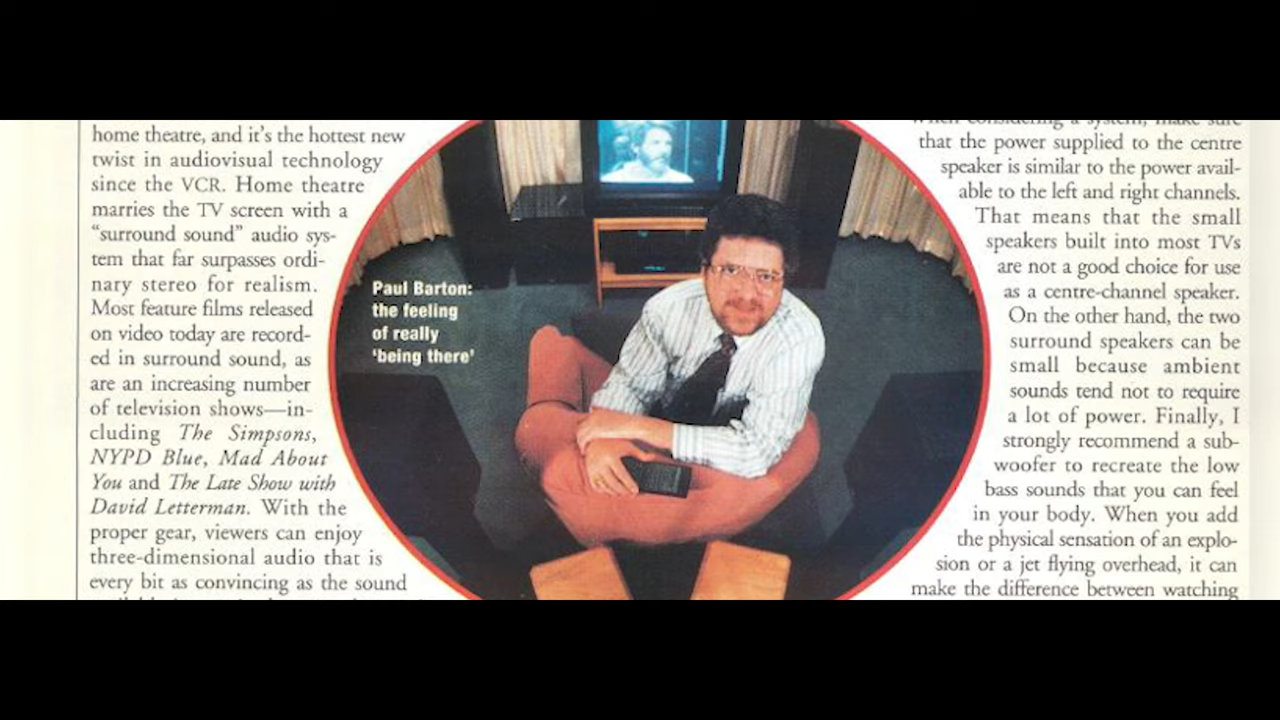 home theatre, and it's the hottest new
twist in audiovisual technology
since the VCR. Home theatre
marries the TV screen with a
“surround sound” audio sys-
tem that far surpasses ordi-
nary stereo for realism.
Most feature films released
on video today are record-
ed in surround sound, as
are an increasing number
of television shows—in-
cluding The Simpsons,
NYPD Blue, Mad About
You and The Late Show with
David Letterman. With the
proper gear, viewers can enjoy
three-dimensional audio that is
every bit as convincing as the sound
Paul Barton:
the feeling
of really
‘being there’
when considering a system, make sure
that the power supplied to the centre
speaker is similar to the power avail-
able to the left and right channels.
That means that the small
speakers built into most TVs
are not a good choice for use
as a centre-channel speaker.
On the other hand, the two
surround speakers can be
small because ambient
sounds tend not to require
a lot of power. Finally, I
strongly recommend a sub-
woofer to recreate the low
bass sounds that you can feel
in your body. When you add
the physical sensation of an explo-
sion or a jet flying overhead, it can
make the difference between watching